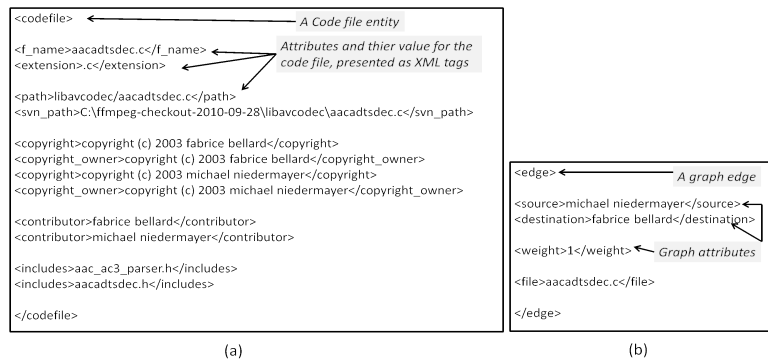 <codefile>
A Code file entity
<f_name>aacadtsdec.c</f_name>
<extension>.c</extension>
Attributes and thier value for the
code file, presented as XML tags
<path>libavcodec/aacadtsdec.c</path>
<svn_path>C:\ffmpeg-checkout-2010-09-28\libavcodec\aacadtsdec.c</svn_path>
<copyright>copyright (c) 2003 fabrice bellard</copyright>
<copyright_owner>copyright (c) 2003 fabrice bellard</copyright_owner>
<copyright>copyright (c) 2003 michael niedermayer</copyright>
<copyright_owner>copyright (c) 2003 michael niedermayer</copyright_owner>
<contributor>fabrice bellard</contributor>
<contributor>michael niedermayer</contributor>
<includes>aac_ac3_parser.h</includes>
<includes>aacadtsdec.h</includes>
</codefile>
(a)
<edge>
A graph edge
<source>michael niedermayer</source>
<destination>fabrice bellard</destination>
<weight>1</weight>
Graph attributes
<file>aacadtsdec.c</file>
</edge>
(b)